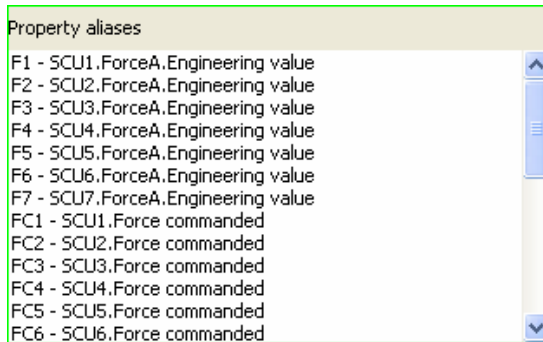 Property aliases
F1 - SCU1.ForceA.Engineering value
F2 - SCU2.ForceA.Engineering value
F3 - SCU3.ForceA.Engineering value
F4 - SCU4.ForceA.Engineering value
F5 - SCU5.ForceA.Engineering value
F6 - SCU6.ForceA.Engineering value
F7 - SCU7.ForceA.Engineering value
FC1 - SCU1.Force commanded
FC2 - SCU2.Force commanded
FC3 - SCU3.Force commanded
FC4 - SCU4.Force commanded
FC5 - SCU5.Force commanded
FC6 - SCU6.Force commanded